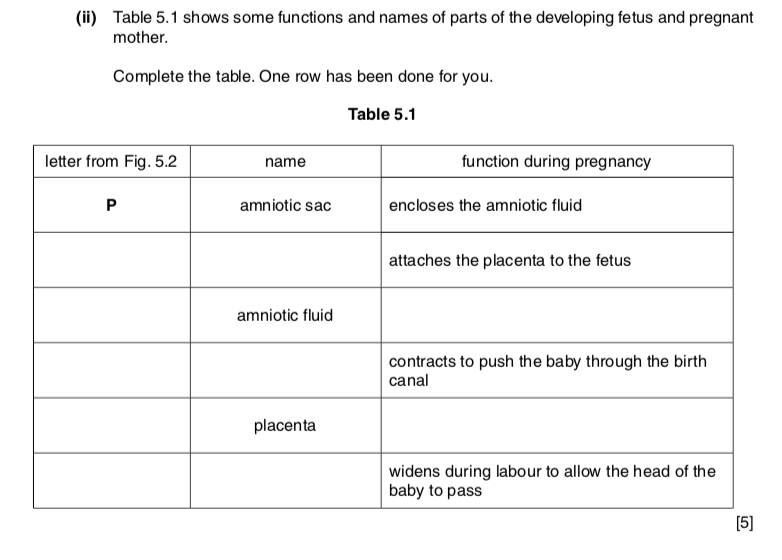 (ii) Table 5.1 shows some functions and names of parts of the developing fetus and pregnant
mother.
Complete the table. One row has been done for you.
Table 5.1
letter from Fig. 5.2 name function during pregnancy
P amniotic sac encloses the amniotic fluid
attaches the placenta to the fetus
amniotic fluid
contracts to push the baby through the birth
canal
placenta
widens during labour to allow the head of the
baby to pass
[5]